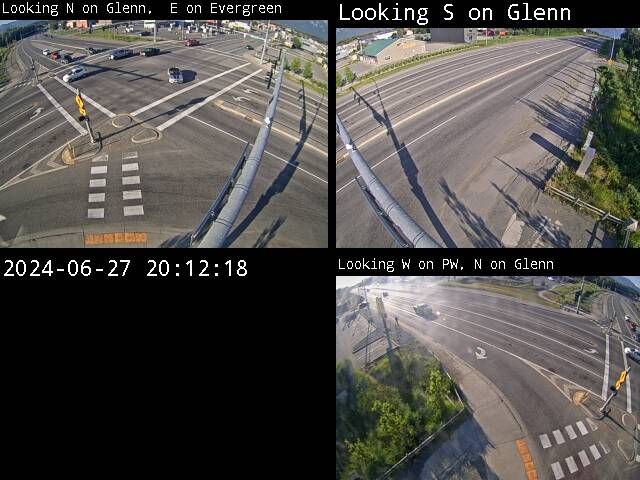 Looking N on Glenn, E on Evergreen
Looking S on Glenn
2024-06-27 20:12:18
Looking W on PW, N on Glenn